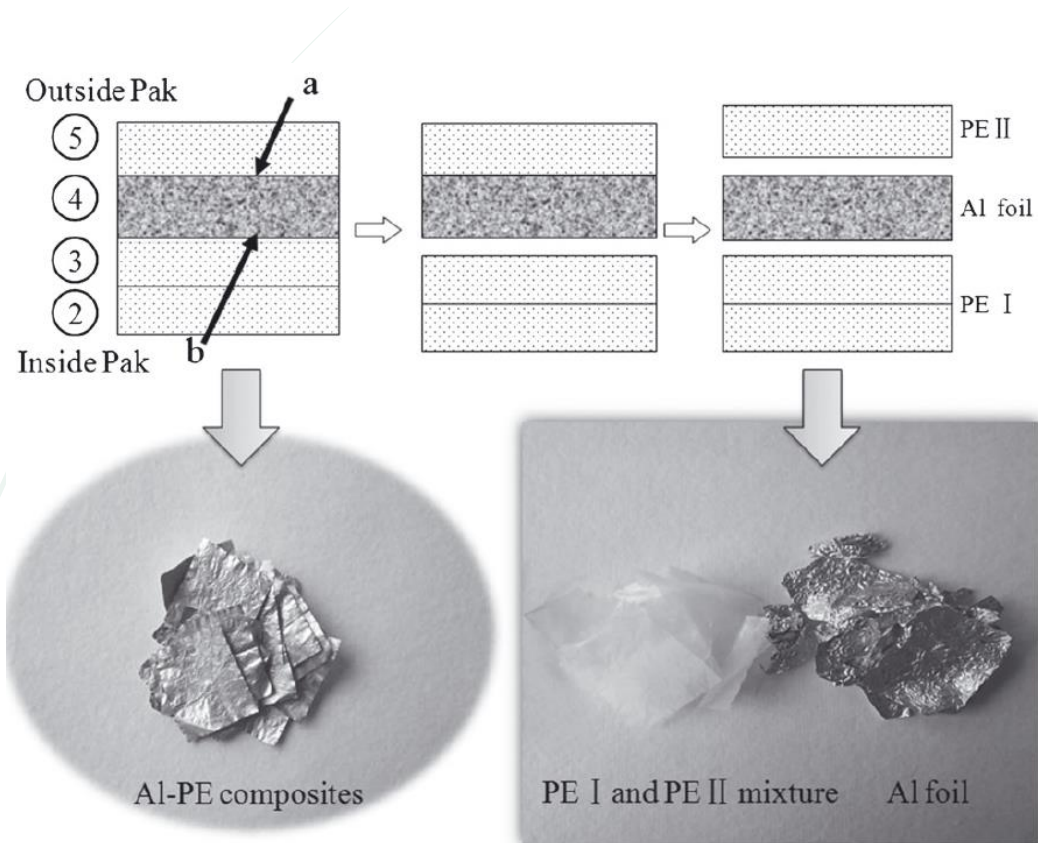 Outside Pak
a
5
4
3
2
b
Inside Pak
PE Ⅱ
Al foil
PE Ⅰ
Al-PE composites
PE Ⅰ and PE Ⅱ mixture
Al foil